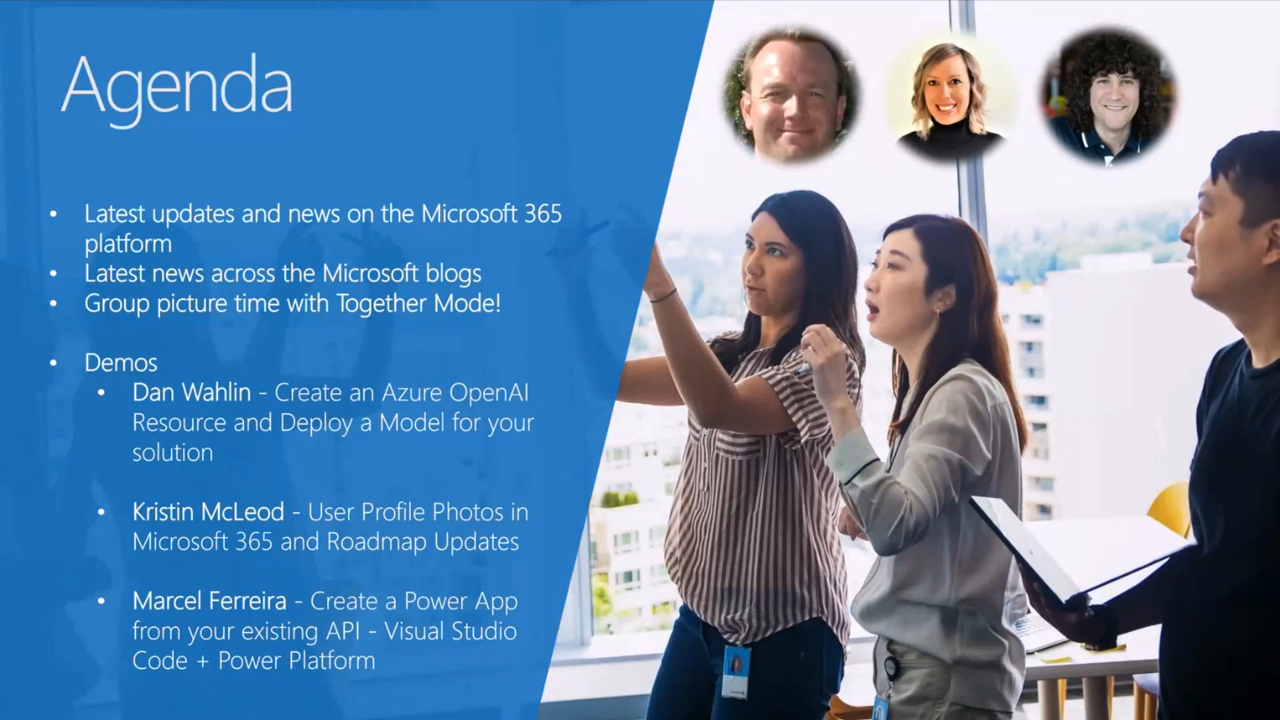 Agenda
• Latest updates and news on the Microsoft 365
platform
• Latest news across the Microsoft blogs
• Group picture time with Together Mode!
• Demos
• Dan Wahlin - Create an Azure OpenAI
Resource and Deploy a Model for your
solution
• Kristin McLeod - User Profile Photos in
Microsoft 365 and Roadmap Updates
• Marcel Ferreira - Create a Power App
from your existing API - Visual Studio
Code + Power Platform